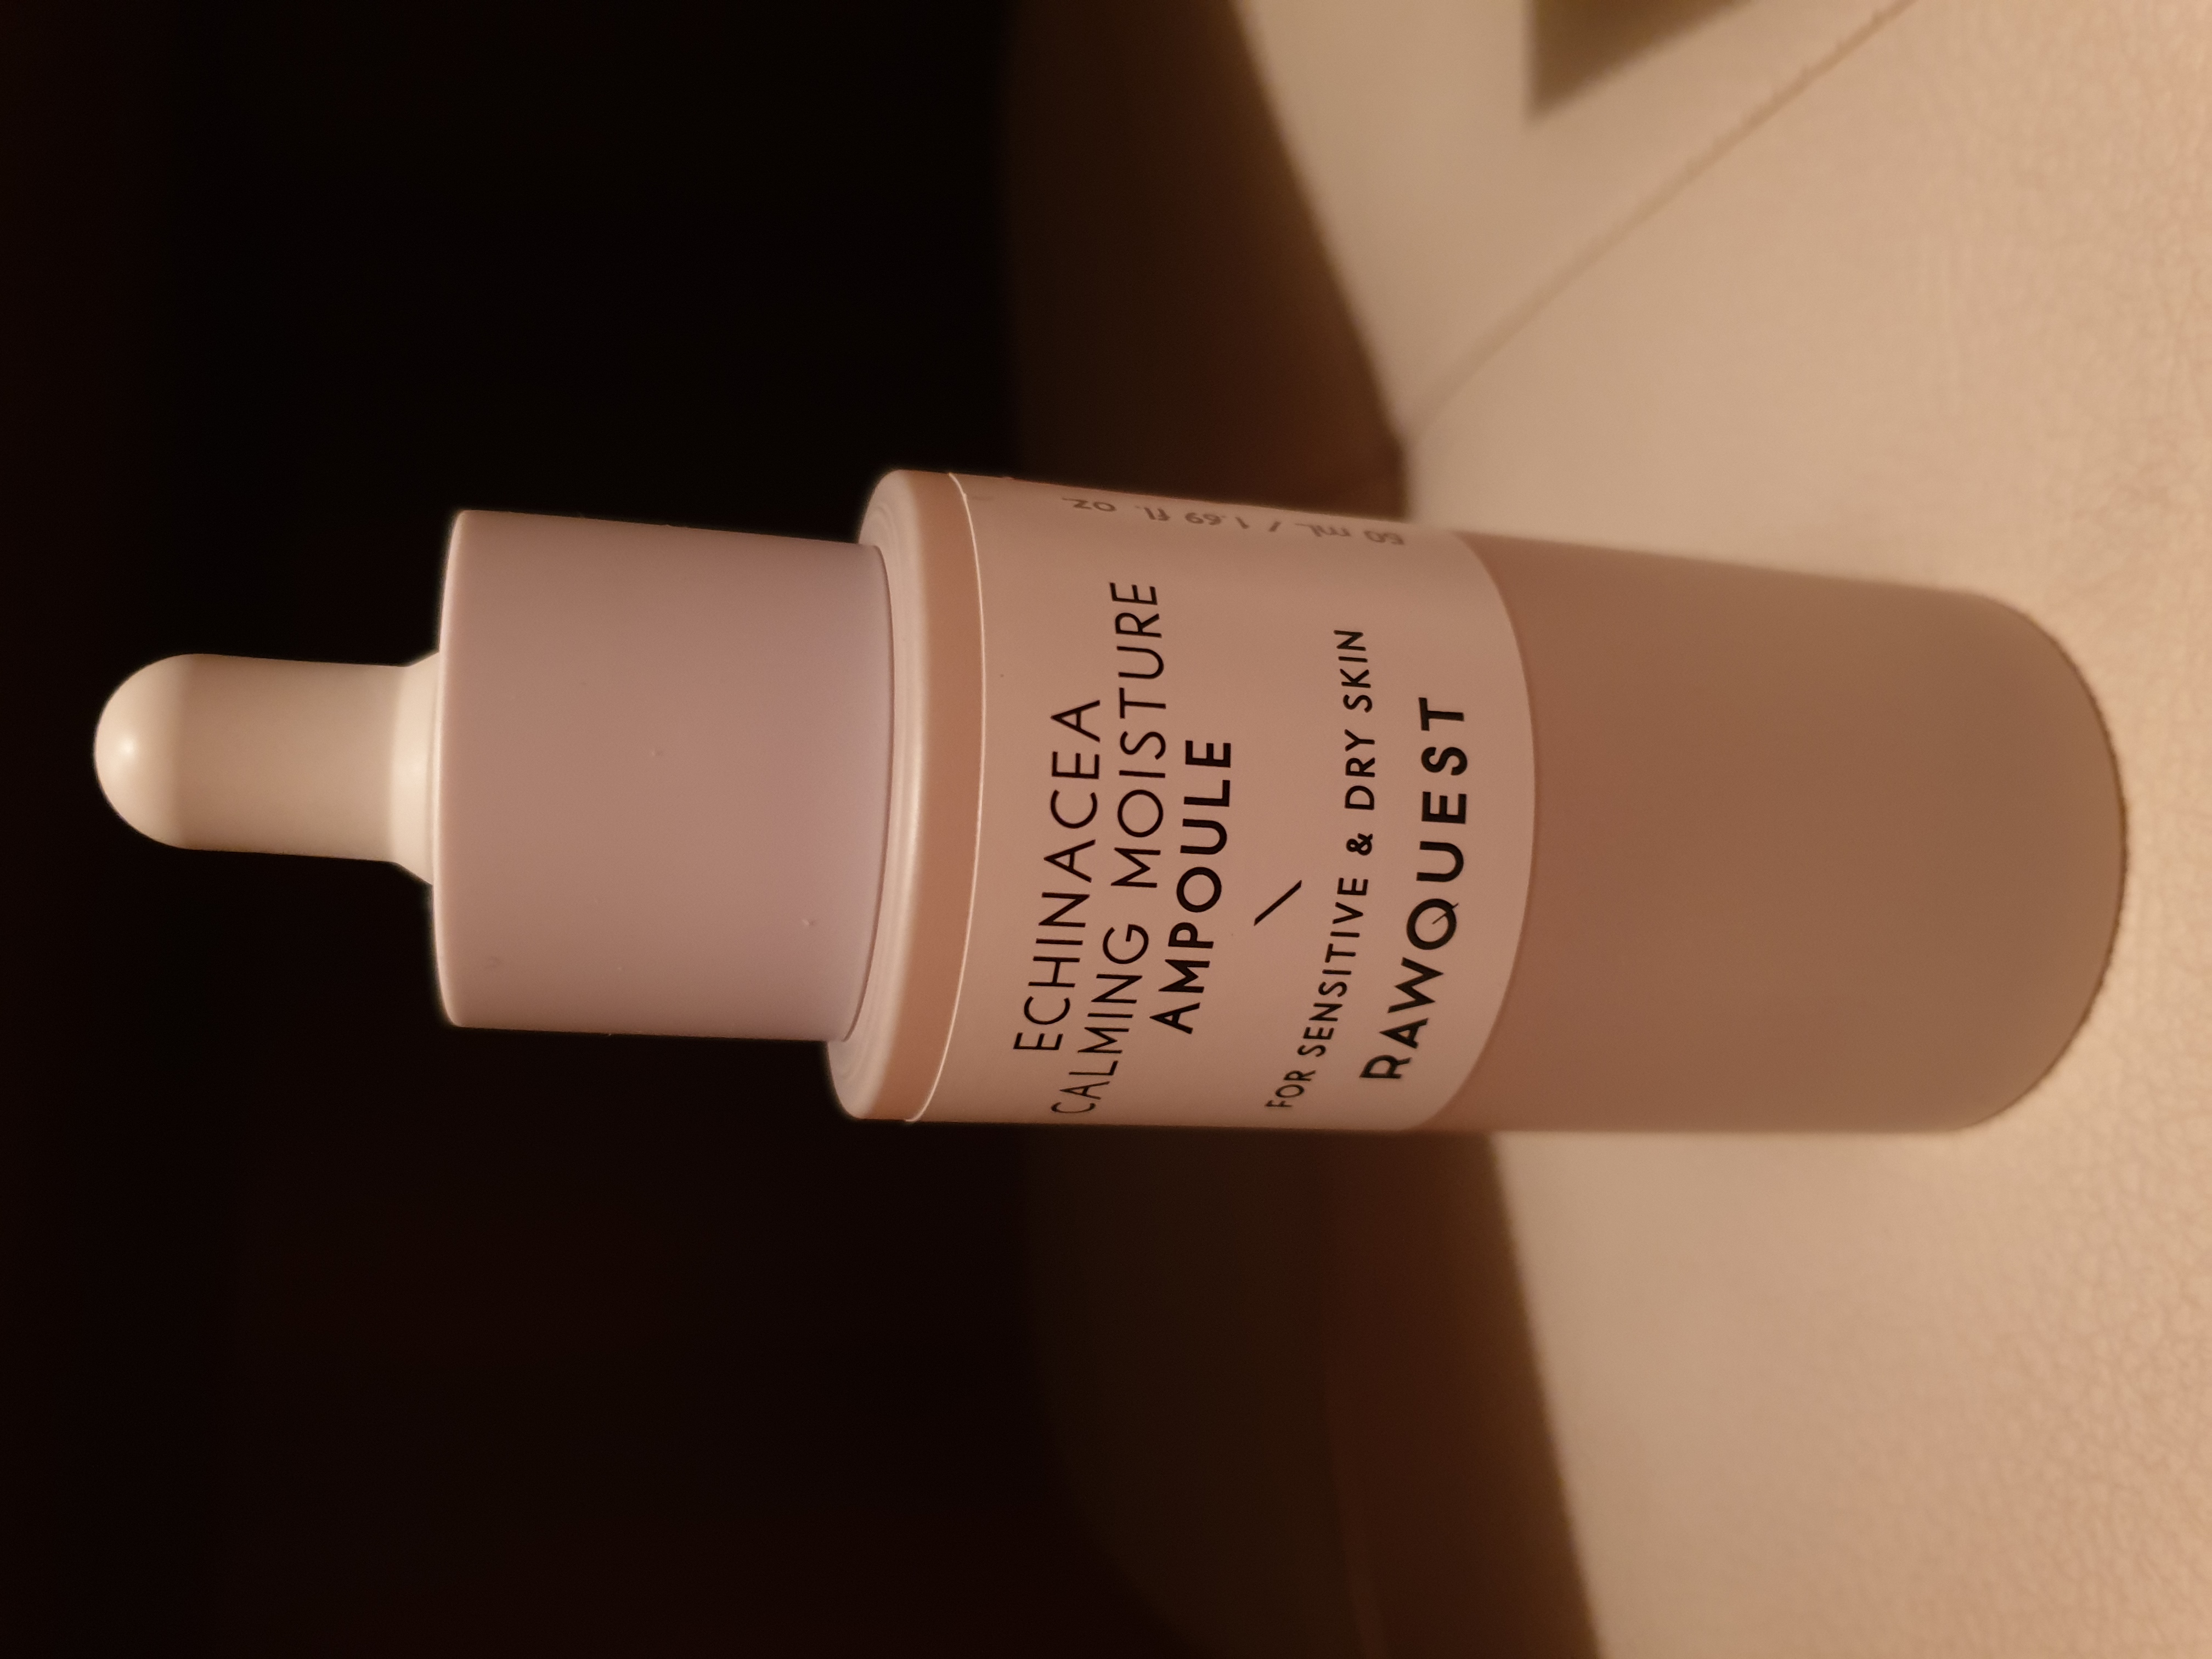 ECHINACEA
CALMING MOISTURE
AMPOULE
FOR SENSITIVE & DRY SKIN
RAWQUEST
50 mL / 1.69 fl. oz.